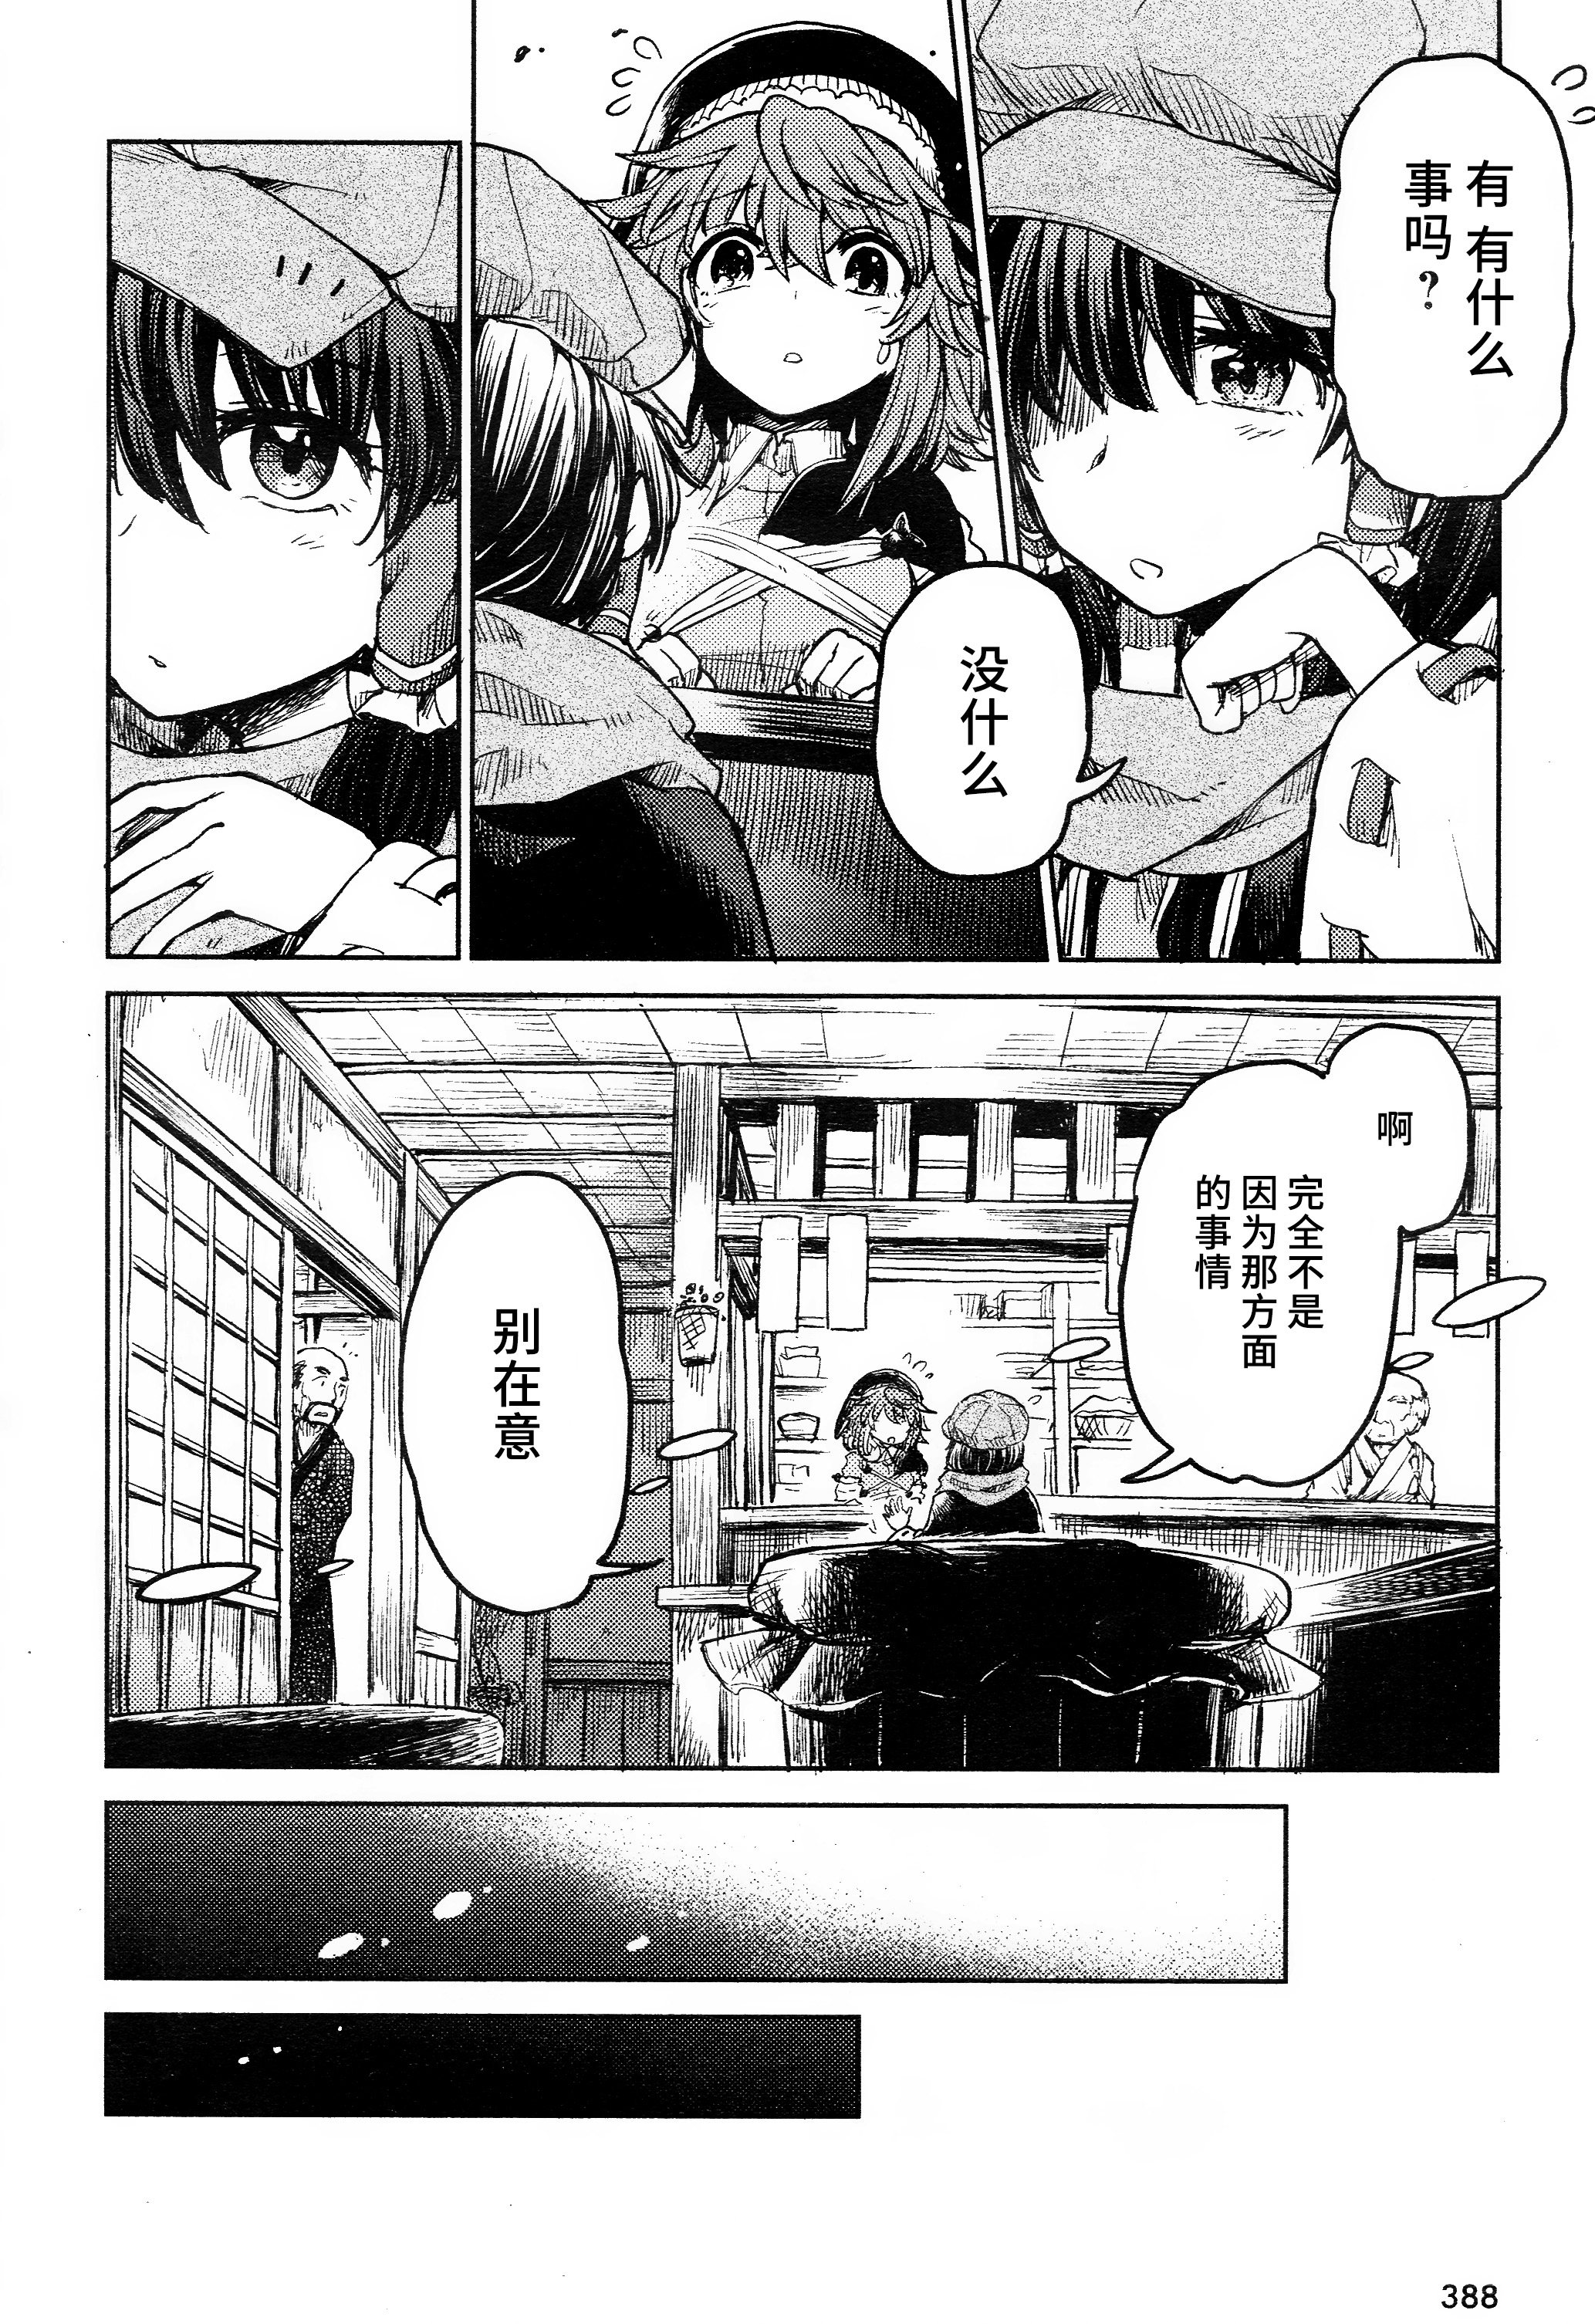 有 有什么
事吗?
没什么
啊
完全不是
因为那方面
的事情
别在意
388